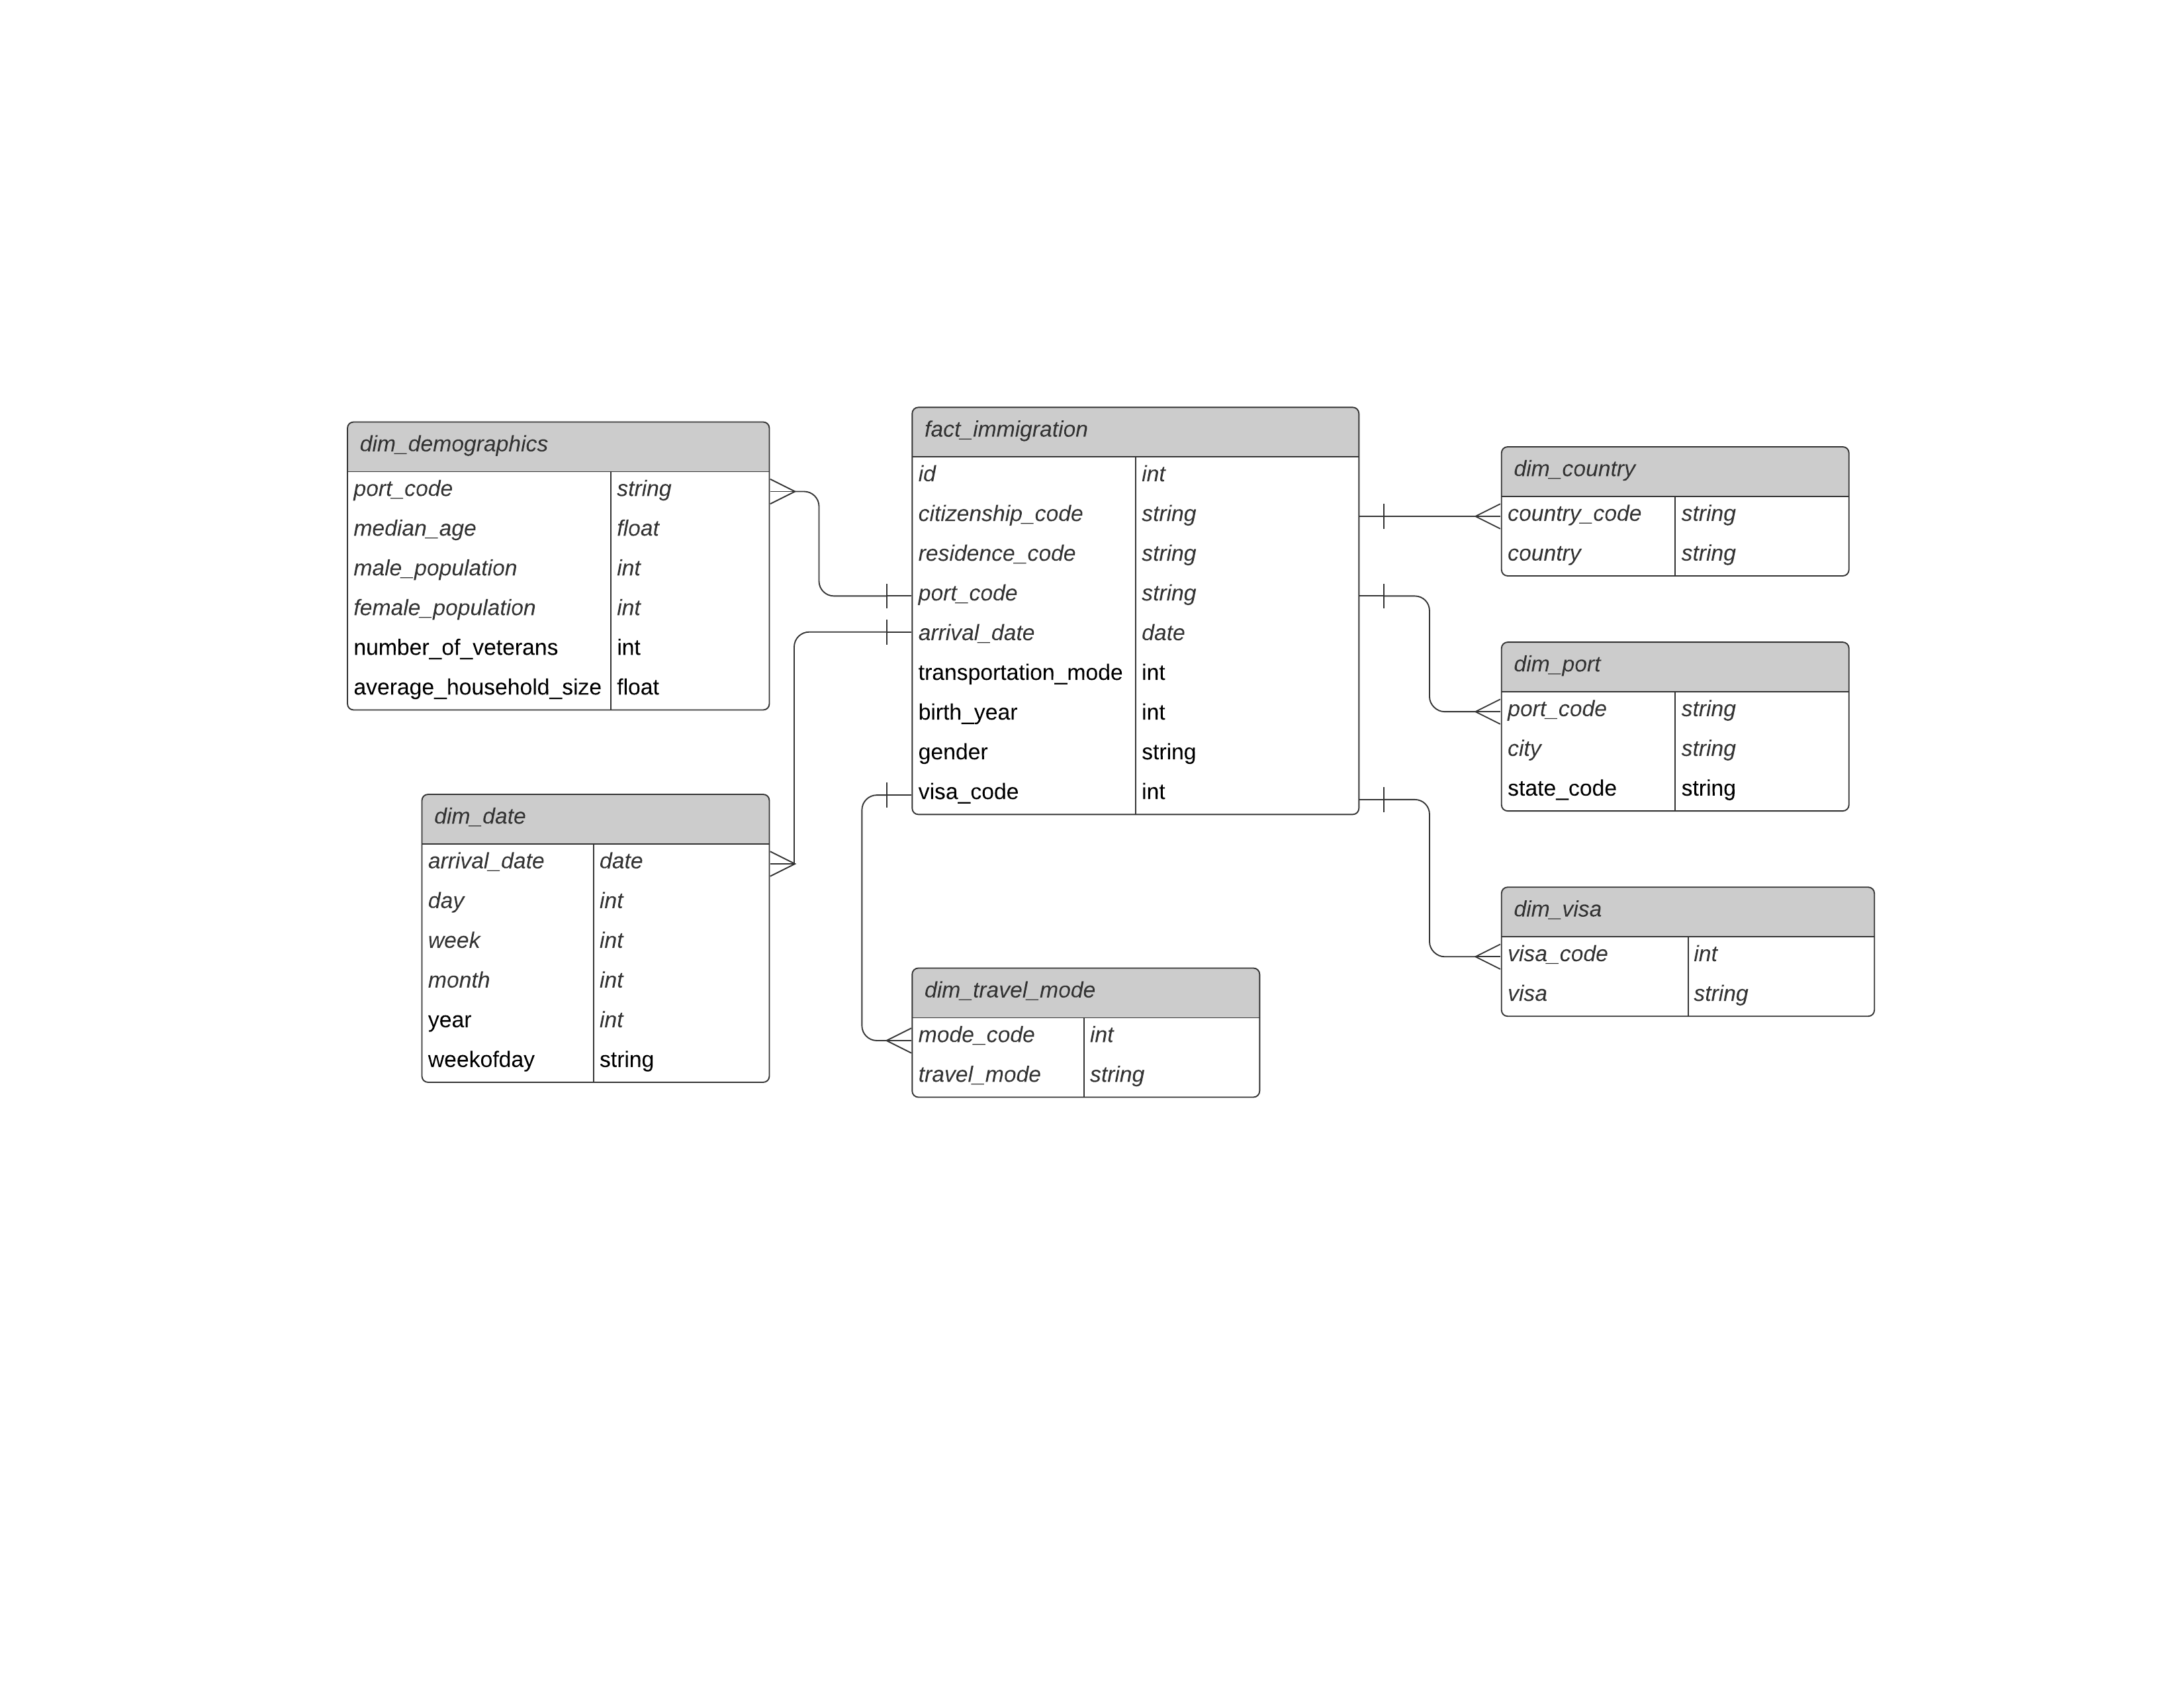 dim_demographics
port_code string
median_age float
male_population int
female_population int
number_of_veterans int
average_household_size float
dim_date
arrival_date date
day int
week int
month int
year int
weekofday string
fact_immigration
id int
citizenship_code string
residence_code string
port_code string
arrival_date date
transportation_mode int
birth_year int
gender string
visa_code int
dim_travel_mode
mode_code int
travel_mode string
dim_country
country_code string
country string
dim_port
port_code string
city string
state_code string
dim_visa
visa_code int
visa string